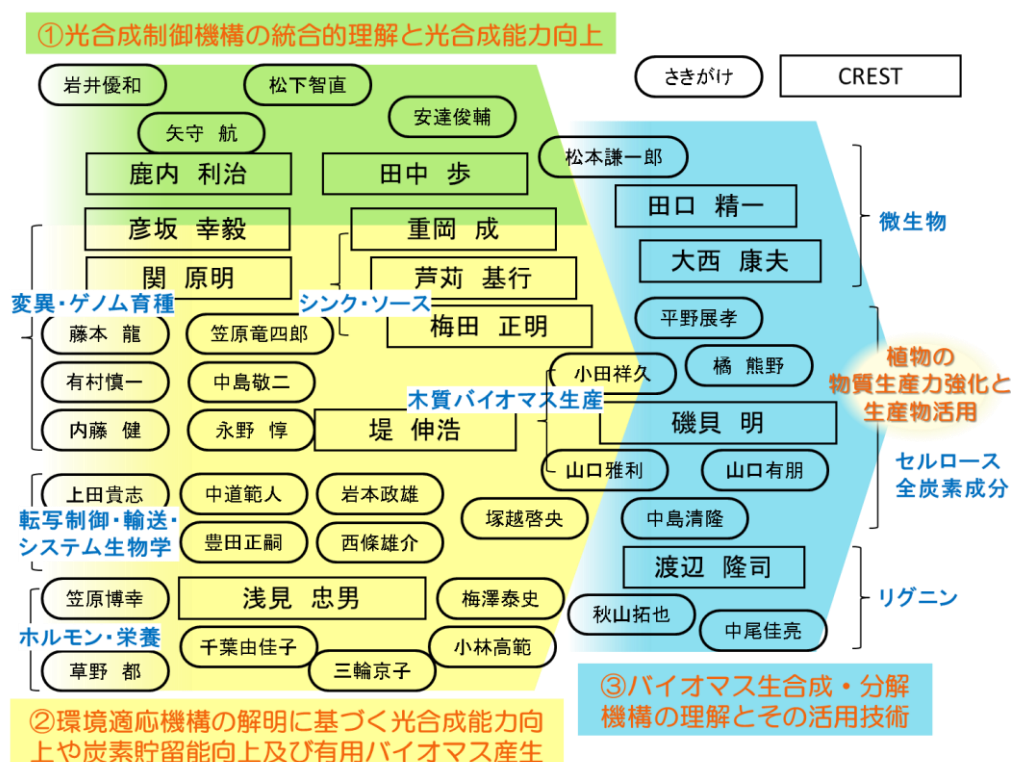 ①光合成制御機構の統合的理解と光合成能力向上
岩井優和
松下智直
安達俊輔
矢守 航
さきがけ
CREST
鹿内 利治
田中 歩
松本謙一郎
田口 精一
微生物
彦坂 幸毅
重岡 成
大西 康夫
関 原明
芦苅 基行
変異・ゲノム育種
シンク・ソース
梅田 正明
藤本 龍
笠原竜四郎
平野展孝
有村慎一
中島敬二
小田祥久
橘 熊野
植物の
物質生産力強化と
生産物活用
木質バイオマス生産
内藤 健
永野 惇
堤 伸浩
磯貝 明
山口雅利
山口有朋
セルロース
全炭素成分
上田貴志
中道範人
岩本政雄
塚越啓央
中島清隆
転写制御・輸送・
システム生物学
豊田正嗣
西條雄介
渡辺 隆司
笠原博幸
浅見 忠男
梅澤泰史
秋山拓也
中尾佳亮
リグニン
ホルモン・栄養
千葉由佳子
小林高範
草野 都
三輪京子
③バイオマス生合成・分解
機構の理解とその活用技術
②環境適応機構の解明に基づく光合成能力向
上や炭素貯留能向上及び有用バイオマス産生